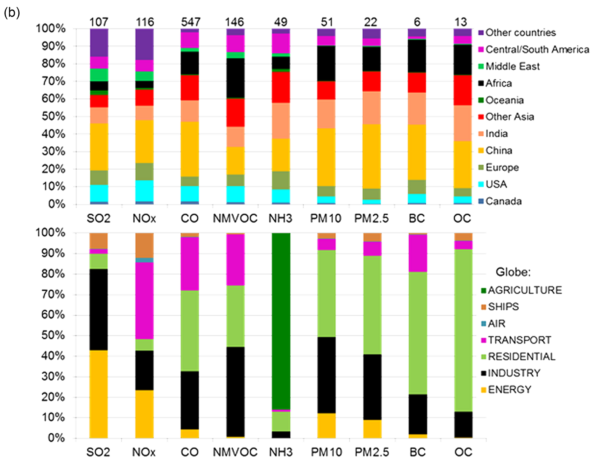 (b)
107 116 547 146 49 51 22 6 13
100%
90%
80%
70%
60%
50%
40%
30%
20%
10%
0%
SO2 NOx CO NMVOC NH3 PM10 PM2.5 BC OC
Other countries
Central/South America
Middle East
Africa
Oceania
Other Asia
India
China
Europe
USA
Canada
100%
90%
80%
70%
60%
50%
40%
30%
20%
10%
0%
SO2 NOx CO NMVOC NH3 PM10 PM2.5 BC OC
Globe:
AGRICULTURE
SHIPS
AIR
TRANSPORT
RESIDENTIAL
INDUSTRY
ENERGY